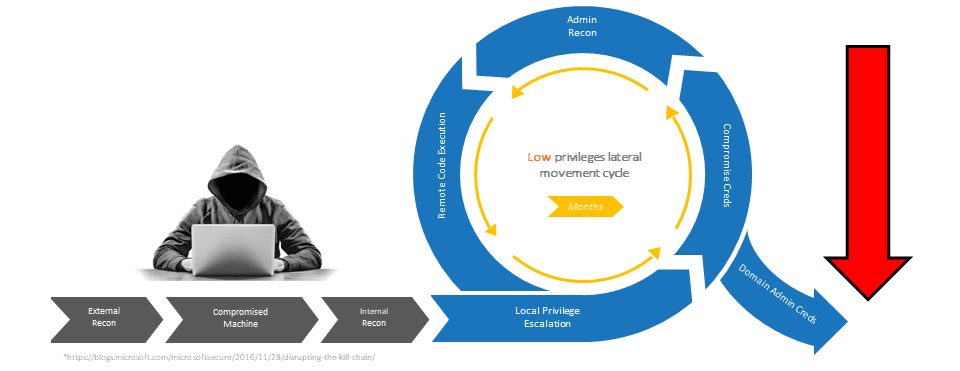 Admin
Recon
Remote Code Execution
Compromise Creds
Low privileges lateral
movement cycle
Months
Domain Admin Creds
External
Recon
Compromised
Machine
Internal
Recon
Local Privilege
Escalation
*https://blogs.microsoft.com/microsoftsecure/2016/11/28/disrupting-the-kill-chain/